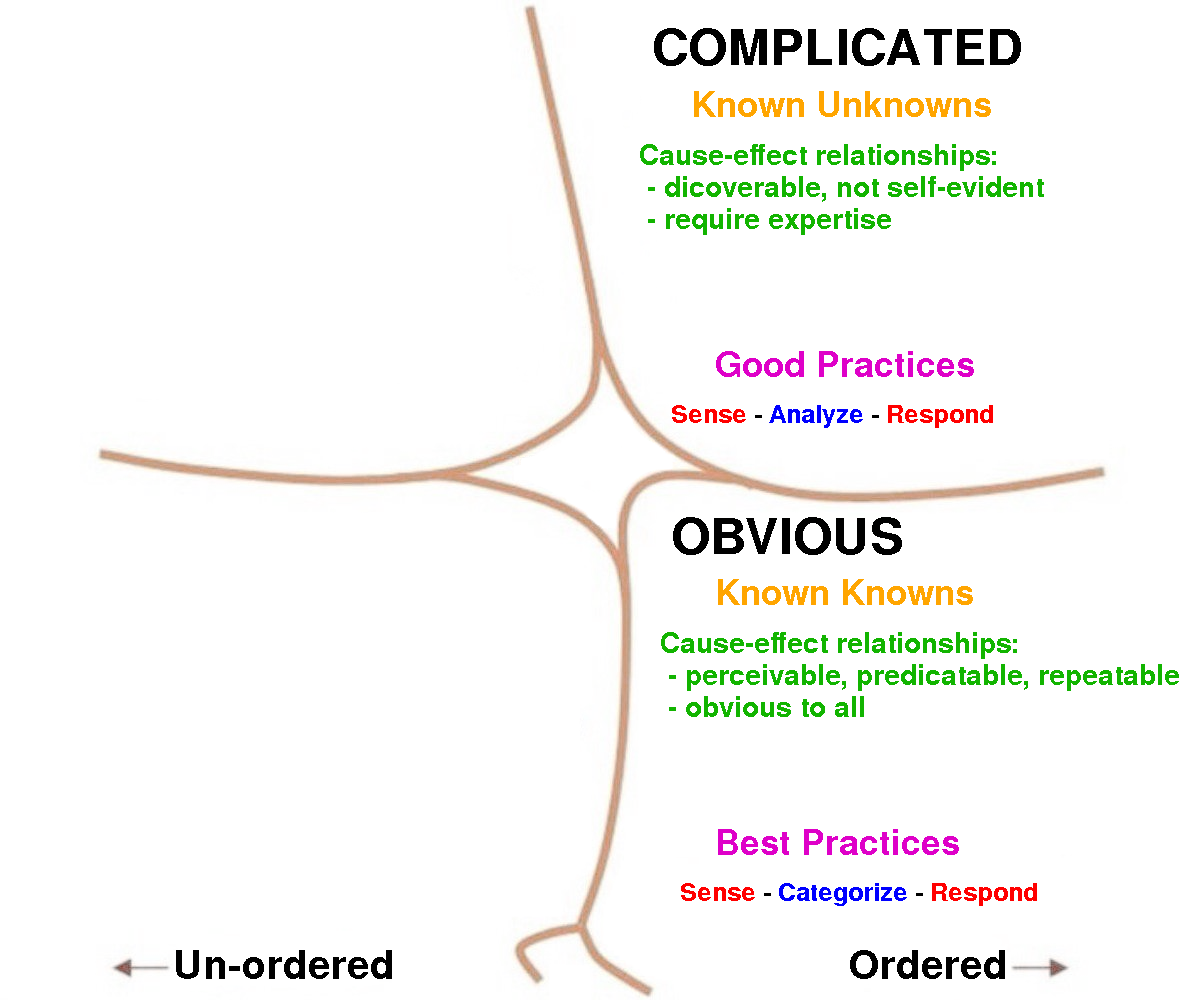 COMPLICATED
Known Unknowns
Cause-effect relationships:
- dicoverable, not self-evident
- require expertise
Good Practices
Sense - Analyze - Respond
OBVIOUS
Known Knowns
Cause-effect relationships:
- perceivable, predicatable, repeatable
- obvious to all
Best Practices
Sense - Categorize - Respond
Un-ordered
Ordered